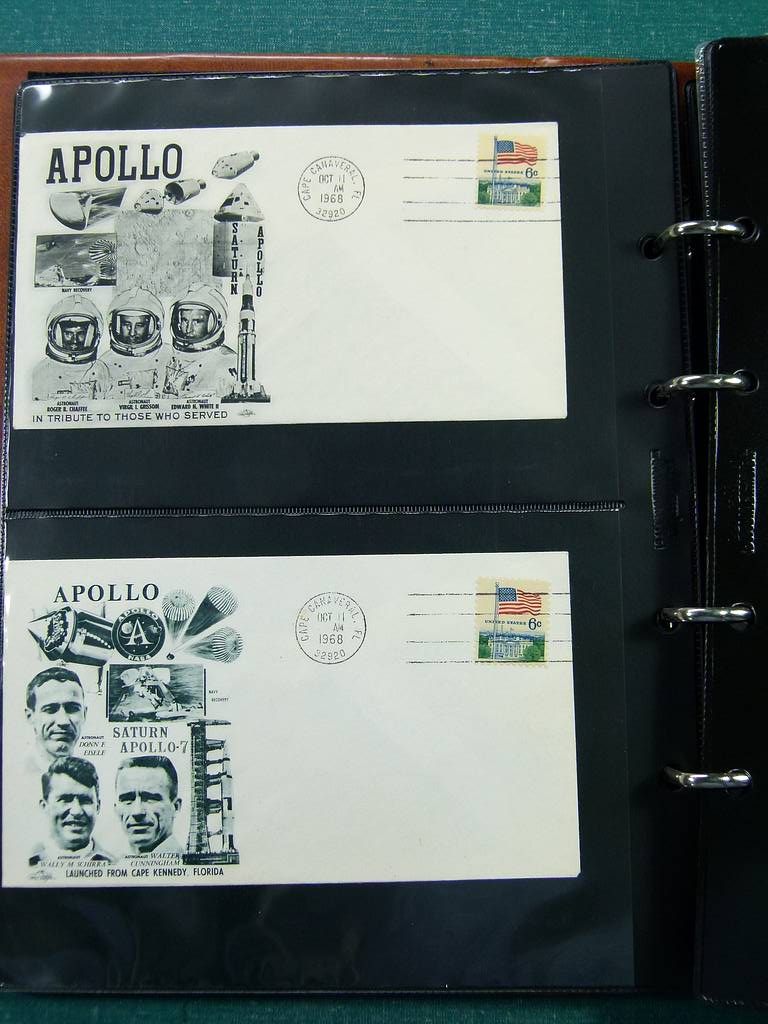 APOLLO
CAPE CANAVERAL, FL
OCT 11
AM
1968
32920
UNITED STATES 6c
SATURN
APOLLO
NAVY RECOVERY
ASTRONAUT
ROGER B. CHAFFEE
ASTRONAUT
VIRGIL I. GRISSOM
ASTRONAUT
EDWARD H. WHITE II
IN TRIBUTE TO THOSE WHO SERVED
APOLLO
APOLLO
A
NASA
CAPE CANAVERAL, FL
OCT 11
AM
1968
32920
UNITED STATES 6c
NAVY
RECOVERY
ASTRONAUT
DONN F.
EISELE
SATURN
APOLLO-7
ASTRONAUT
WALLY M SCHIRRA
ASTRONAUT WALTER
CUNNINGHAM
LAUNCHED FROM CAPE KENNEDY, FLORIDA